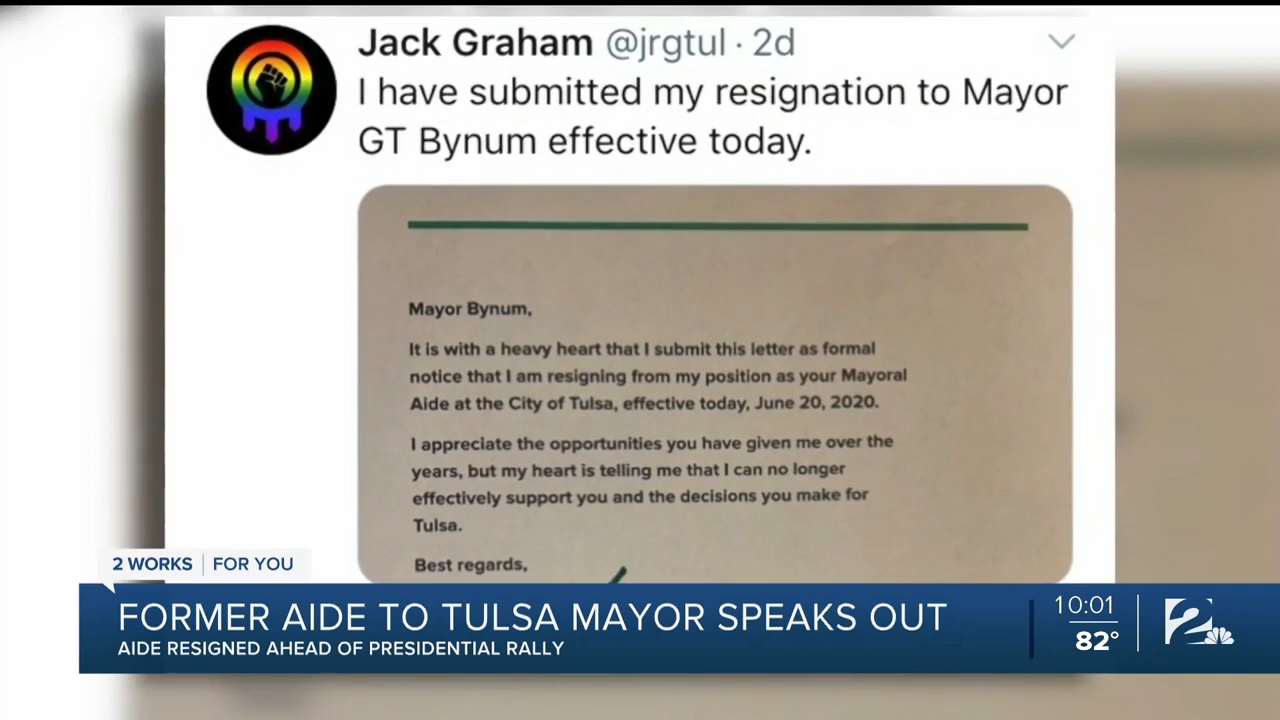 Jack Graham @jrgtul · 2d
I have submitted my resignation to Mayor
GT Bynum effective today.
Mayor Bynum,
It is with a heavy heart that I submit this letter as formal
notice that I am resigning from my position as your Mayoral
Aide at the City of Tulsa, effective today, June 20, 2020.
I appreciate the opportunities you have given me over the
years, but my heart is telling me that I can no longer
effectively support you and the decisions you make for
Tulsa.
Best regards,
2 WORKS | FOR YOU
FORMER AIDE TO TULSA MAYOR SPEAKS OUT
AIDE RESIGNED AHEAD OF PRESIDENTIAL RALLY
10:01
82°
2